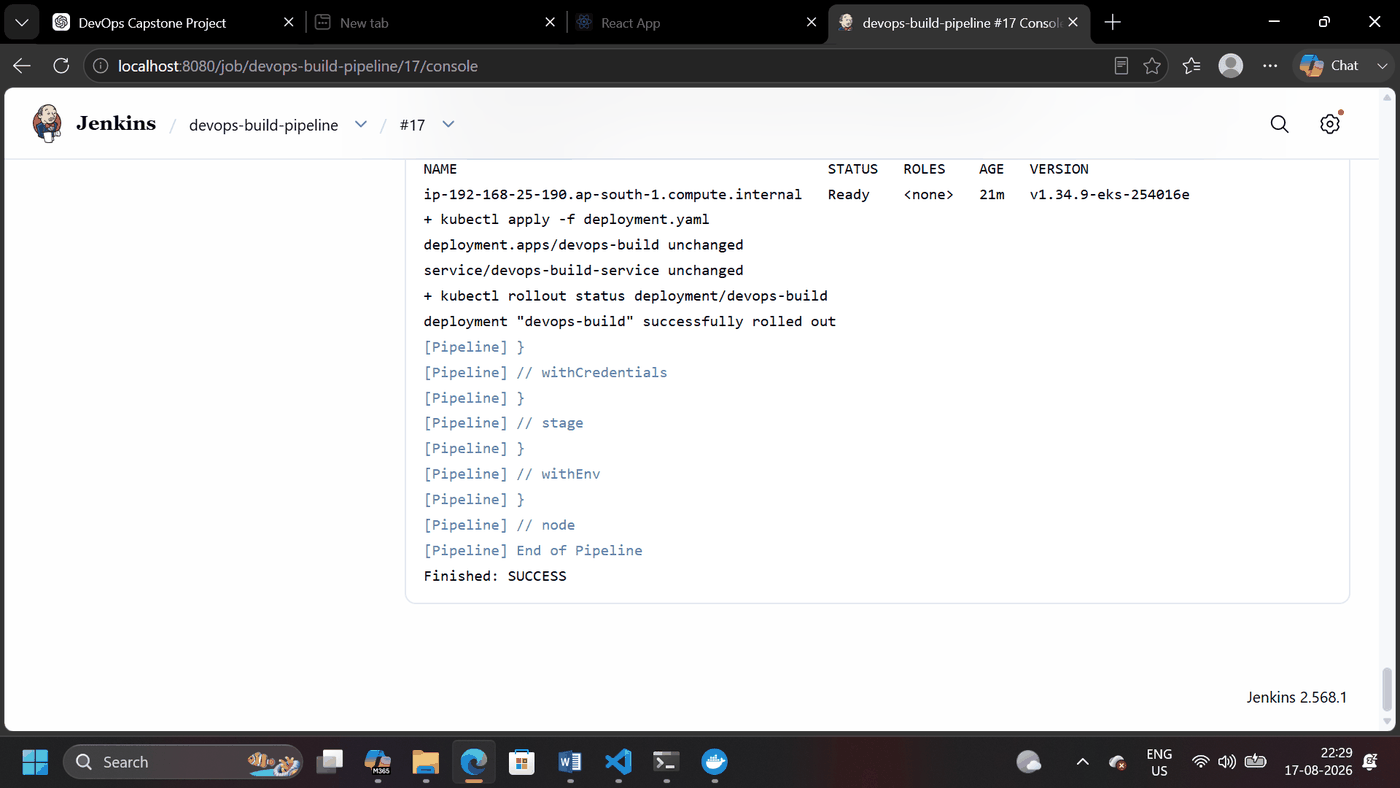 DevOps Capstone Project
New tab
React App
devops-build-pipeline #17 Consol
localhost:8080/job/devops-build-pipeline/17/console
Chat
Jenkins / devops-build-pipeline / #17
NAME STATUS ROLES AGE VERSION
ip-192-168-25-190.ap-south-1.compute.internal Ready <none> 21m v1.34.9-eks-254016e
+ kubectl apply -f deployment.yaml
deployment.apps/devops-build unchanged
service/devops-build-service unchanged
+ kubectl rollout status deployment/devops-build
deployment "devops-build" successfully rolled out
[Pipeline] }
[Pipeline] // withCredentials
[Pipeline] }
[Pipeline] // stage
[Pipeline] }
[Pipeline] // withEnv
[Pipeline] }
[Pipeline] // node
[Pipeline] End of Pipeline
Finished: SUCCESS
Jenkins 2.568.1
Search
M365
ENG
US
22:29
17-08-2026